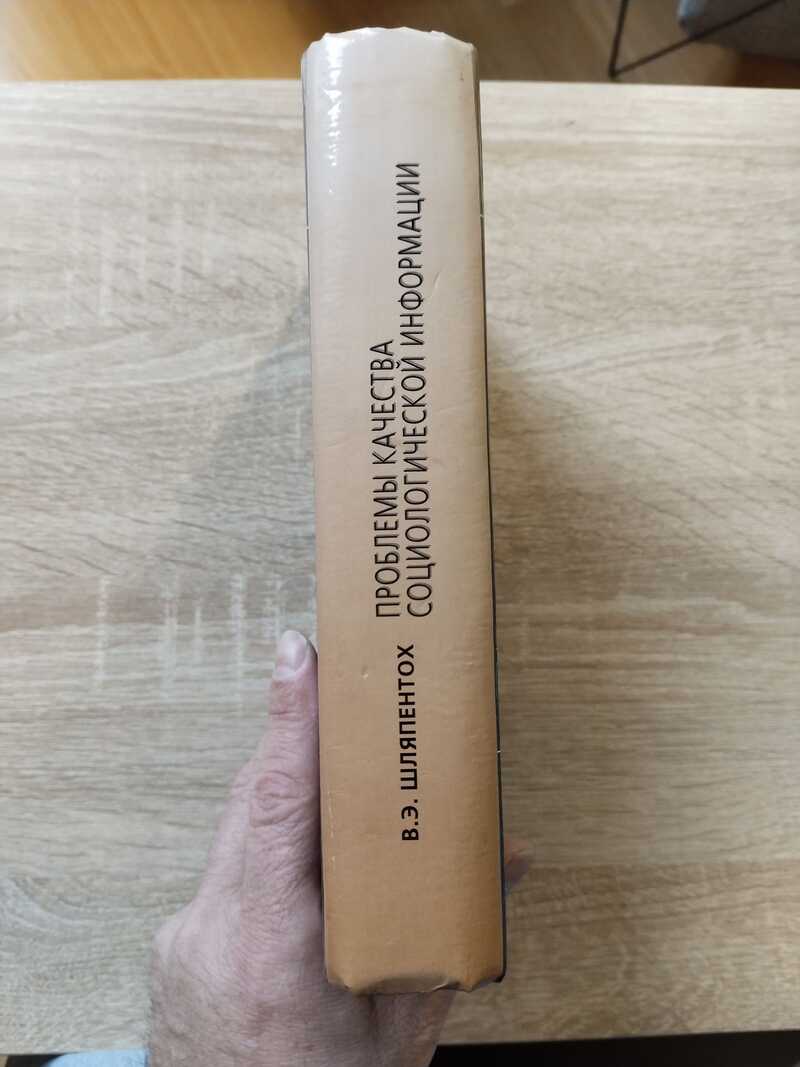 В.Э. ШЛЯПЕНТОХ
ПРОБЛЕМЫ КАЧЕСТВА
СОЦИОЛОГИЧЕСКОЙ ИНФОРМАЦИИ